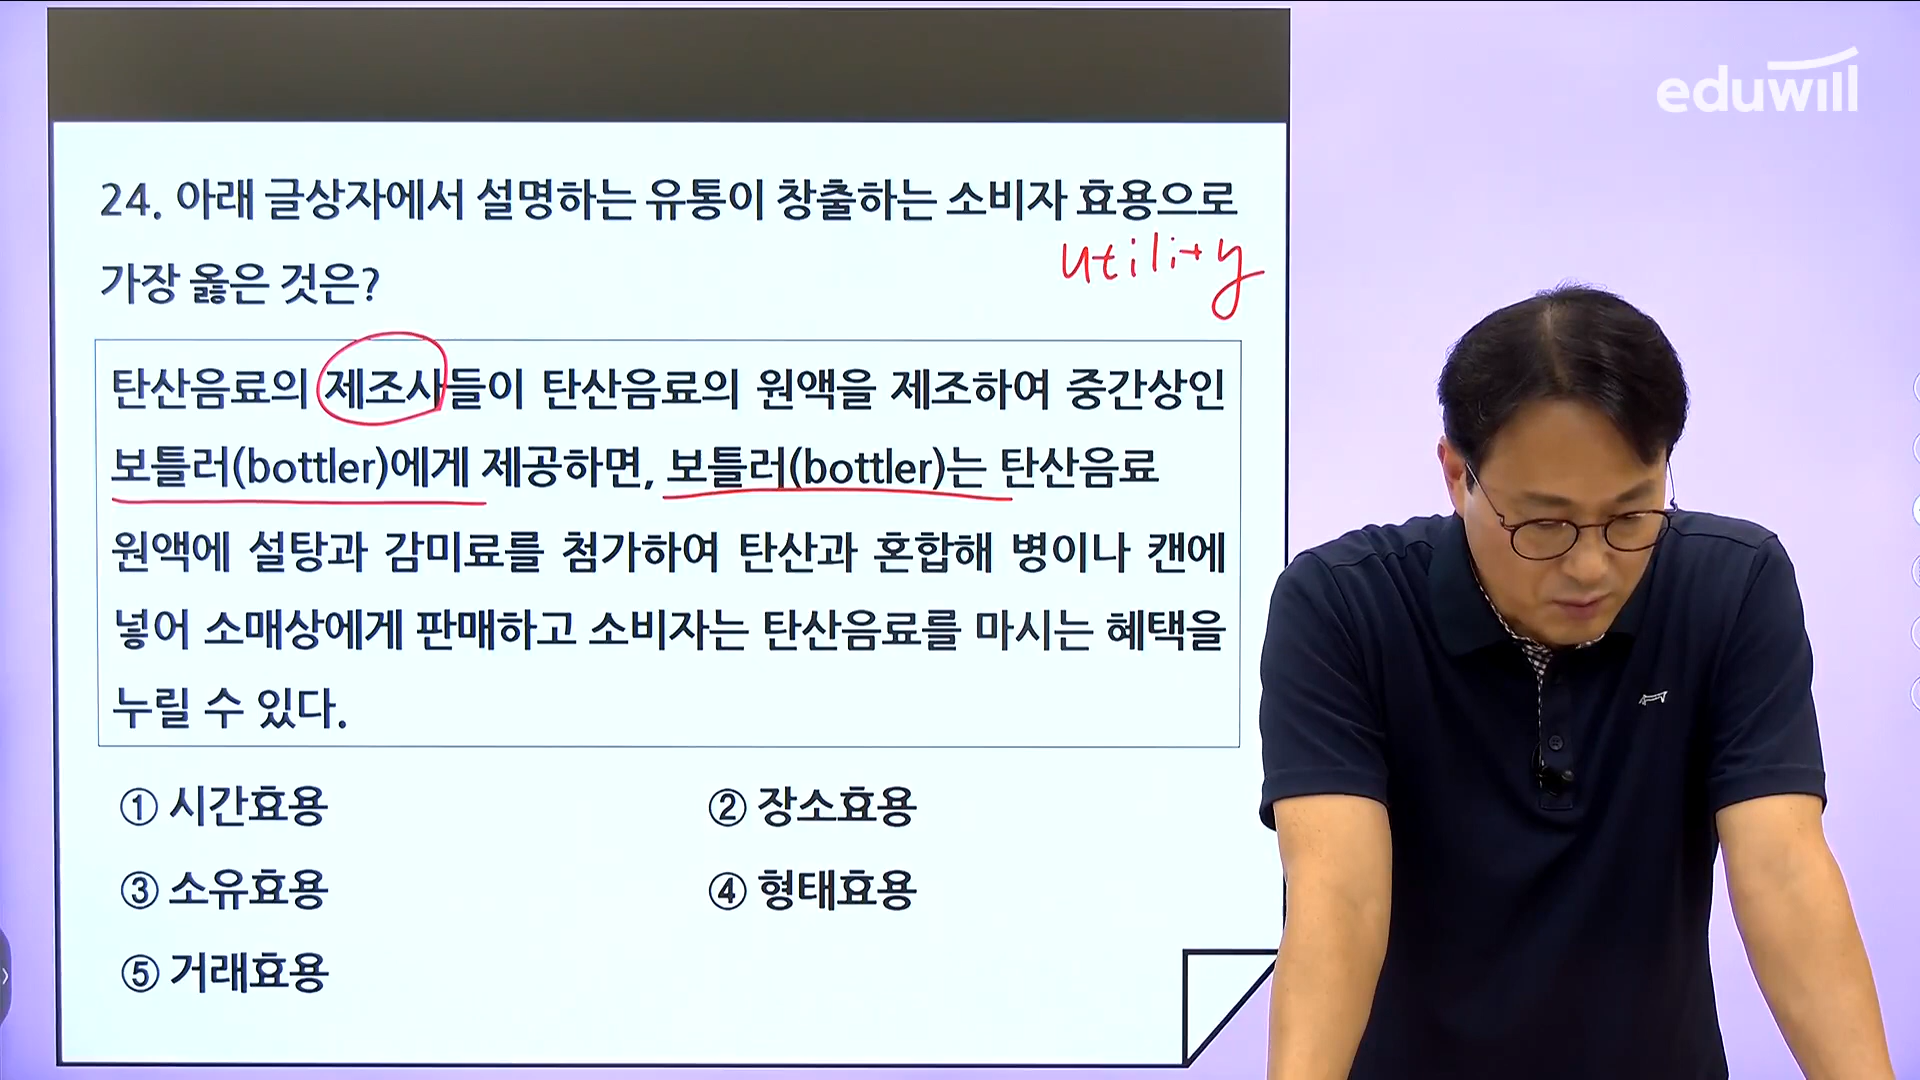 eduwill
24. 아래 글상자에서 설명하는 유통이 창출하는 소비자 효용으로
utility
가장 옳은 것은?
탄산음료의 제조사들이 탄산음료의 원액을 제조하여 중간상인
보틀러(bottler)에게 제공하면, 보틀러(bottler)는 탄산음료
원액에 설탕과 감미료를 첨가하여 탄산과 혼합해 병이나 캔에
넣어 소매상에게 판매하고 소비자는 탄산음료를 마시는 혜택을
누릴 수 있다.
① 시간효용
② 장소효용
③ 소유효용
④ 형태효용
⑤ 거래효용